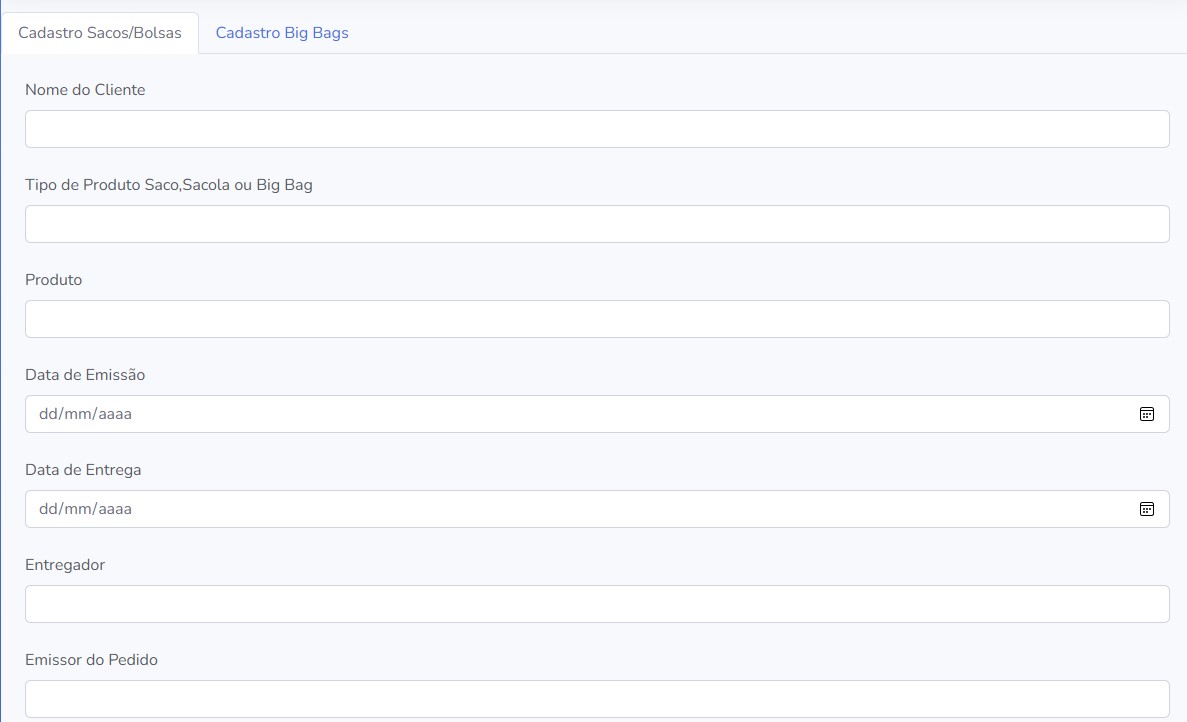 Cadastro Sacos/Bolsas Cadastro Big Bags
Nome do Cliente
Tipo de Produto Saco,Sacola ou Big Bag
Produto
Data de Emissão
dd/mm/aaaa
Data de Entrega
dd/mm/aaaa
Entregador
Emissor do Pedido